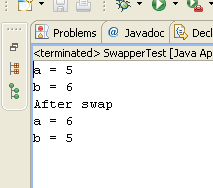 Problems @ Javadoc Decl
<terminated> SwapperTest [Java Ap
a = 5
b = 6
After swap
a = 6
b = 5